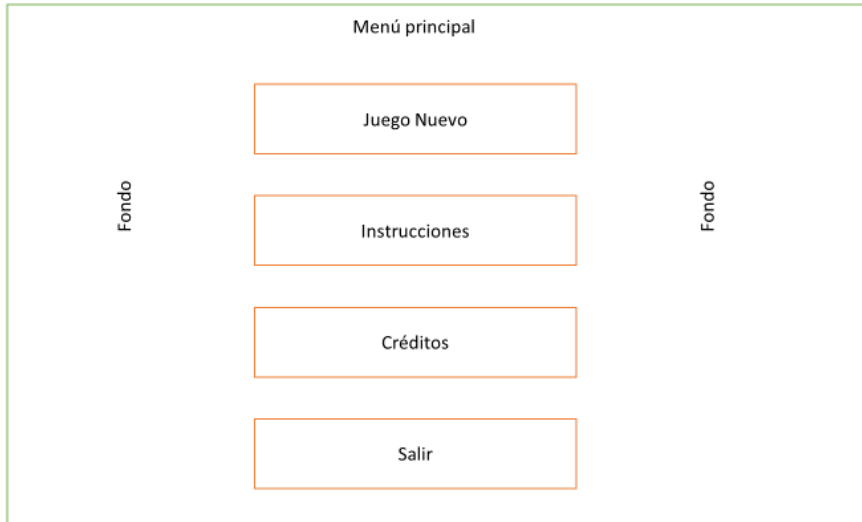 Menú principal
Juego Nuevo
Fondo
Fondo
Instrucciones
Créditos
Salir